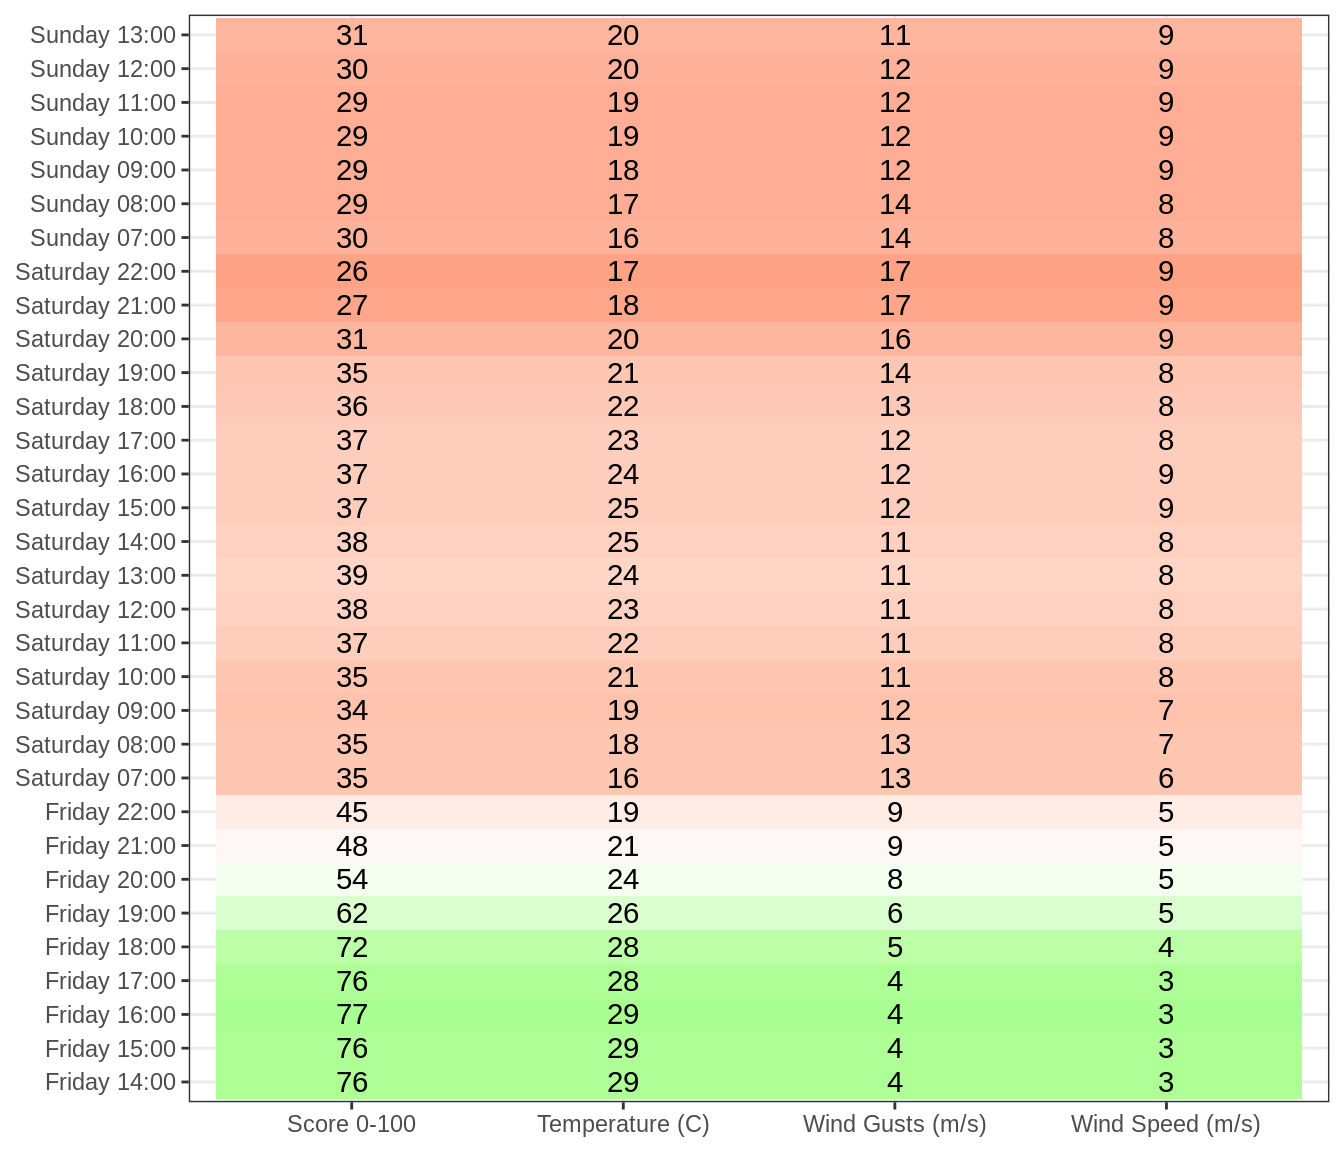 Sunday 13:00 31 20 11 9
Sunday 12:00 30 20 12 9
Sunday 11:00 29 19 12 9
Sunday 10:00 29 19 12 9
Sunday 09:00 29 18 12 9
Sunday 08:00 29 17 14 8
Sunday 07:00 30 16 14 8
Saturday 22:00 26 17 17 9
Saturday 21:00 27 18 17 9
Saturday 20:00 31 20 16 9
Saturday 19:00 35 21 14 8
Saturday 18:00 36 22 13 8
Saturday 17:00 37 23 12 8
Saturday 16:00 37 24 12 9
Saturday 15:00 37 25 12 9
Saturday 14:00 38 25 11 8
Saturday 13:00 39 24 11 8
Saturday 12:00 38 23 11 8
Saturday 11:00 37 22 11 8
Saturday 10:00 35 21 11 8
Saturday 09:00 34 19 12 7
Saturday 08:00 35 18 13 7
Saturday 07:00 35 16 13 6
Friday 22:00 45 19 9 5
Friday 21:00 48 21 9 5
Friday 20:00 54 24 8 5
Friday 19:00 62 26 6 5
Friday 18:00 72 28 5 4
Friday 17:00 76 28 4 3
Friday 16:00 77 29 4 3
Friday 15:00 76 29 4 3
Friday 14:00 76 29 4 3
Score 0-100 Temperature (C) Wind Gusts (m/s) Wind Speed (m/s)